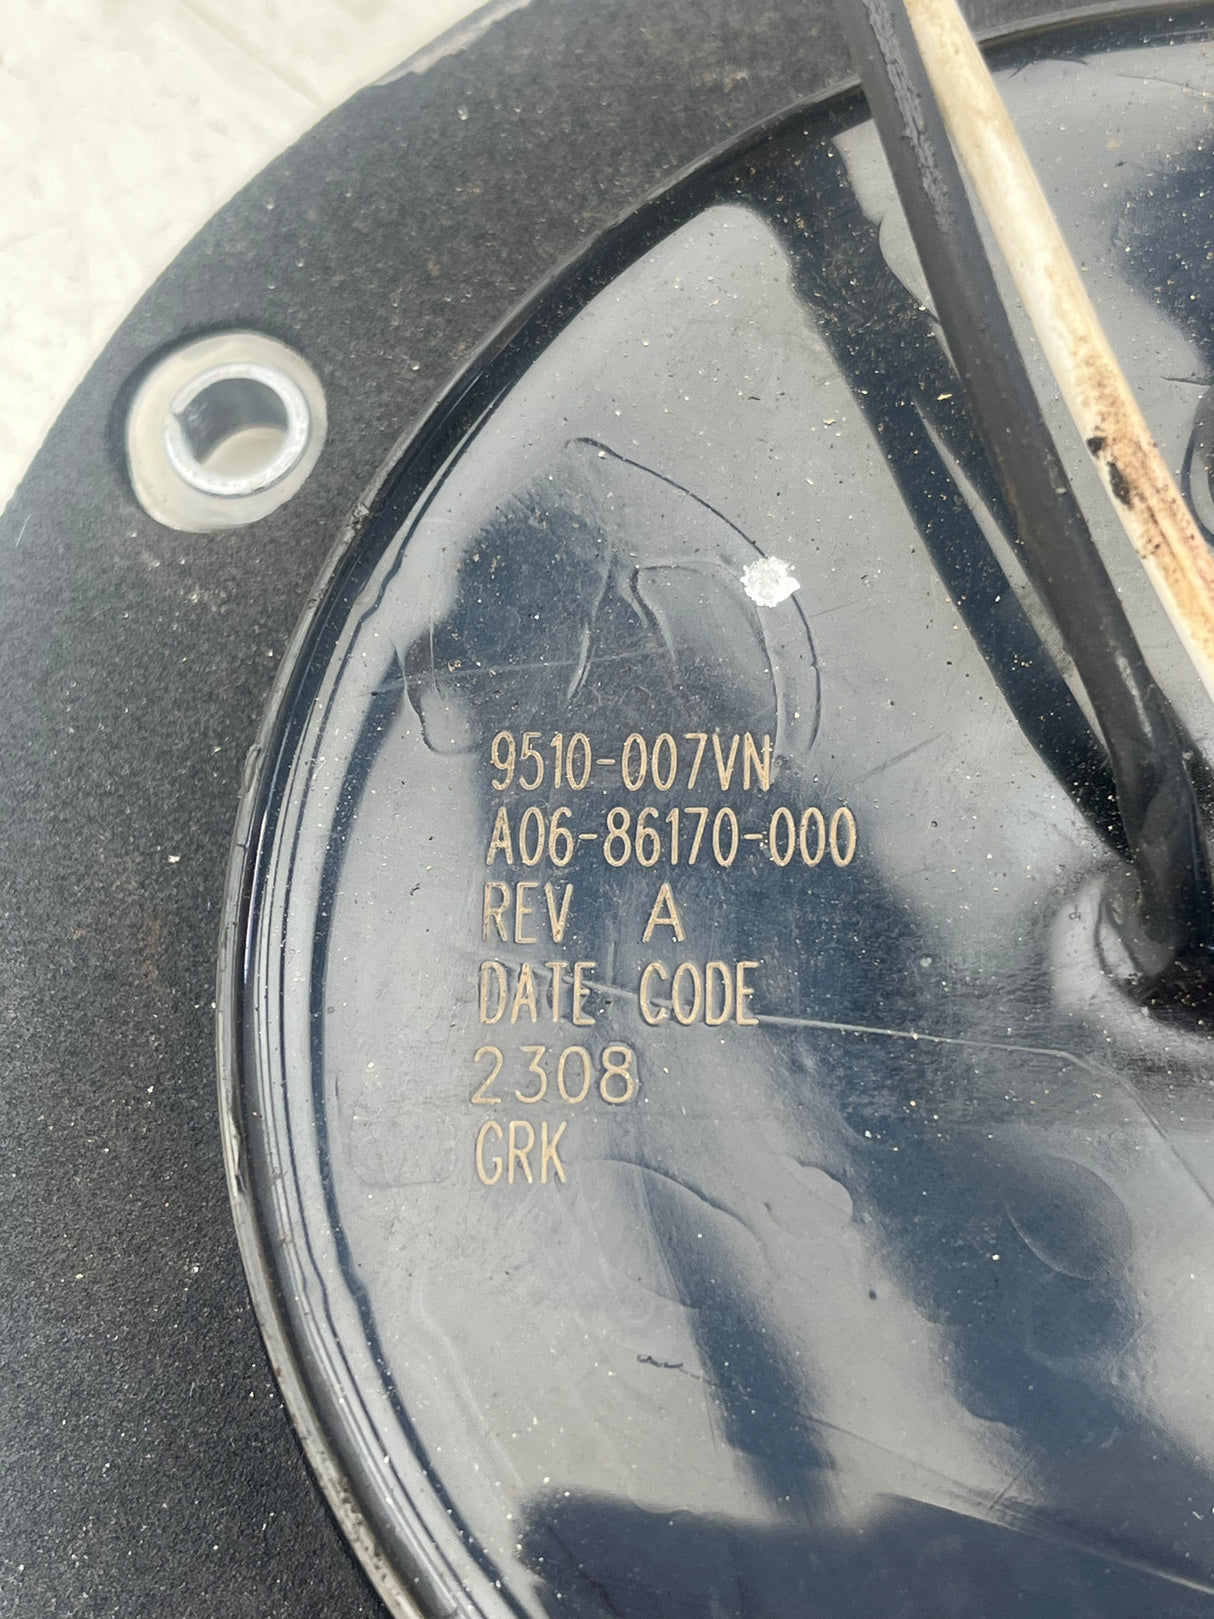 9510-007VN
A06-86170-000
REV A
DATE CODE
2308
GRK